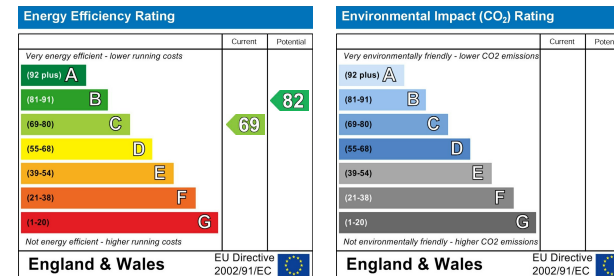 Energy Efficiency Rating
Current Potential
Very energy efficient - lower running costs
(92 plus) A
(81-91) B
82
(69-80) C
69
(55-68) D
(39-54) E
(21-38) F
(1-20) G
Not energy efficient - higher running costs
England & Wales
EU Directive
2002/91/EC
Environmental Impact (CO₂) Rating
Current Poten
Very environmentally friendly - lower CO2 emissions
(92 plus) A
(81-91) B
(69-80) C
(55-68) D
(39-54) E
(21-38) F
(1-20) G
Not environmentally friendly - higher CO2 emissions
England & Wales
EU Directive
2002/91/EC